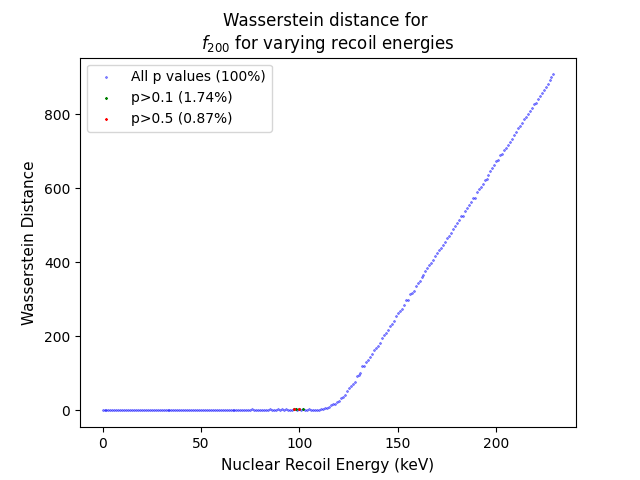 Wasserstein distance for
f200 for varying recoil energies
All p values (100%)
p>0.1 (1.74%)
p>0.5 (0.87%)
Wasserstein Distance
800
600
400
200
0
0 50 100 150 200
Nuclear Recoil Energy (keV)